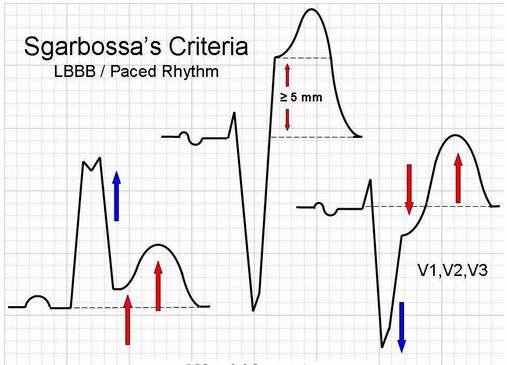 Sgarbossa's Criteria
LBBB / Paced Rhythm
≥ 5 mm
V1,V2,V3